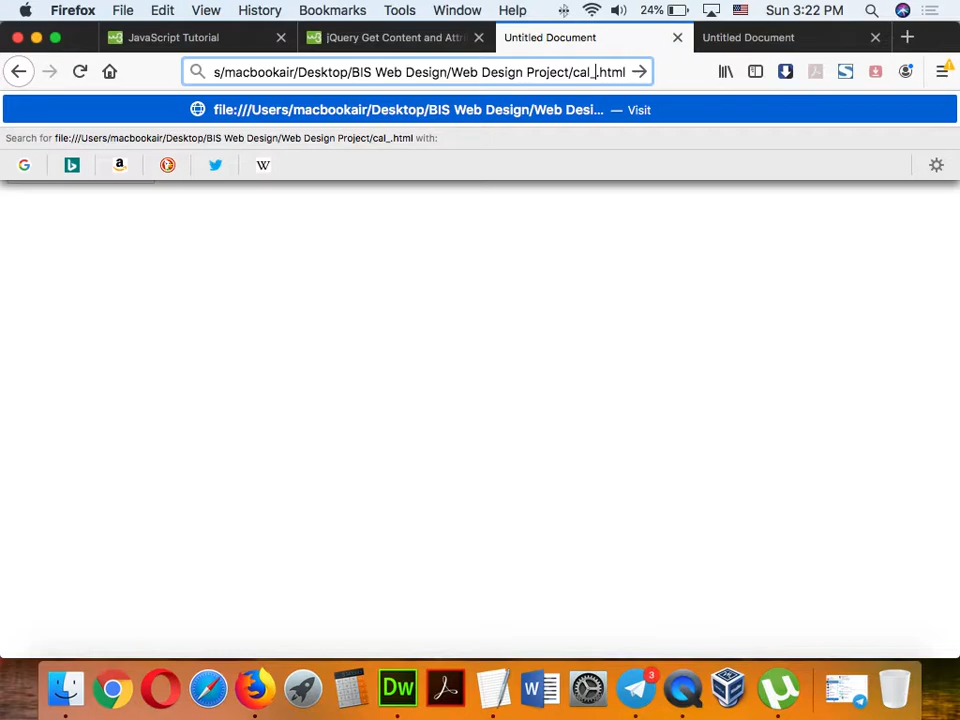 Firefox File Edit View History Bookmarks Tools Window Help 24% Sun 3:22 PM
JavaScript Tutorial jQuery Get Content and Attri Untitled Document Untitled Document
s/macbookair/Desktop/BIS Web Design/Web Design Project/cal_.html
file:///Users/macbookair/Desktop/BIS Web Design/Web Desi... — Visit
Search for file:///Users/macbookair/Desktop/BIS Web Design/Web Design Project/cal_.html with:
G b a W
Dw W 3